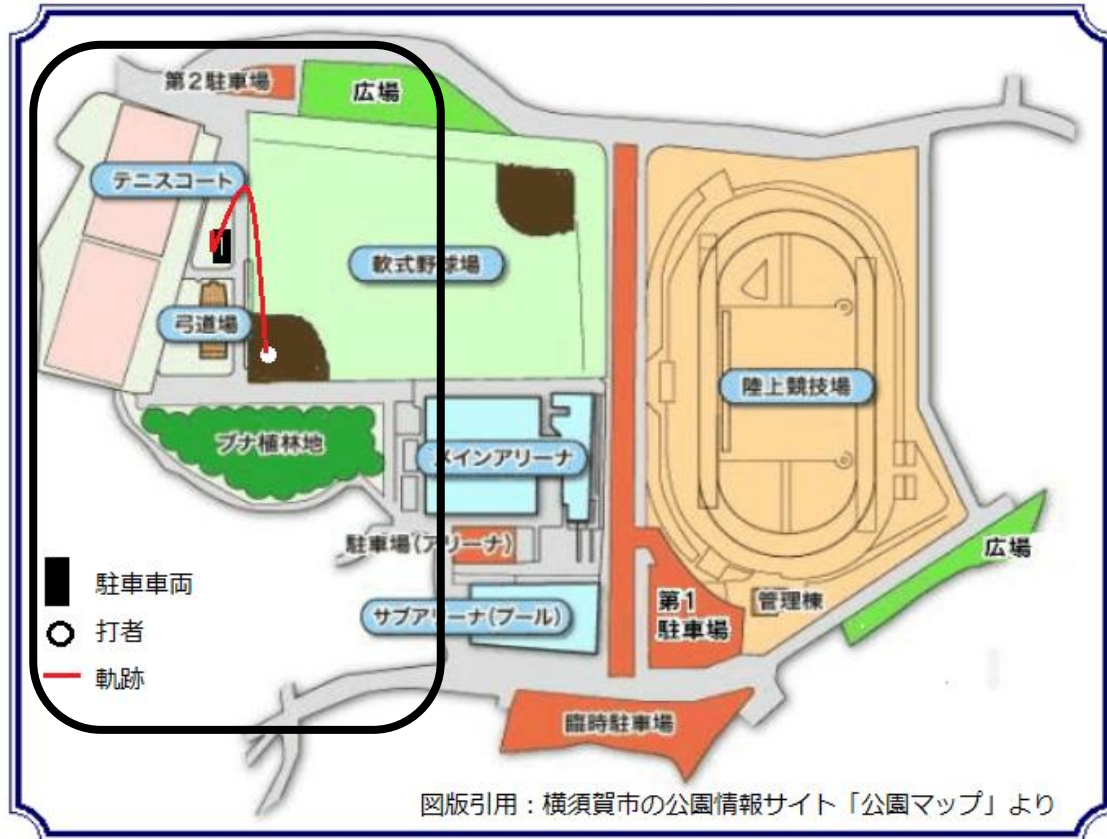 第2駐車場
広場
テニスコート
軟式野球場
弓道場
陸上競技場
ブナ植林地
メインアリーナ
駐車場(アリーナ)
広場
駐車車両
第1
駐車場
管理棟
サブアリーナ(プール)
打者
軌跡
臨時駐車場
図版引用：横須賀市の公園情報サイト「公園マップ」より